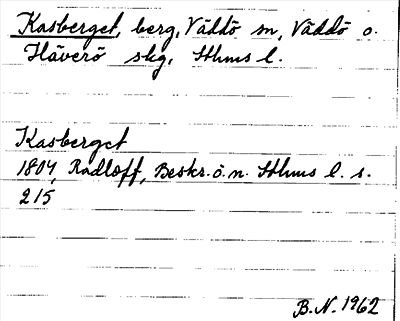 Kasberget, berg, Väddö sn, Väddö o.
Häverö skg, Sthms l.
Kasberget
1804, Radloff, Beskr. ö. n. Sthms l. s.
215
B.N. 1962